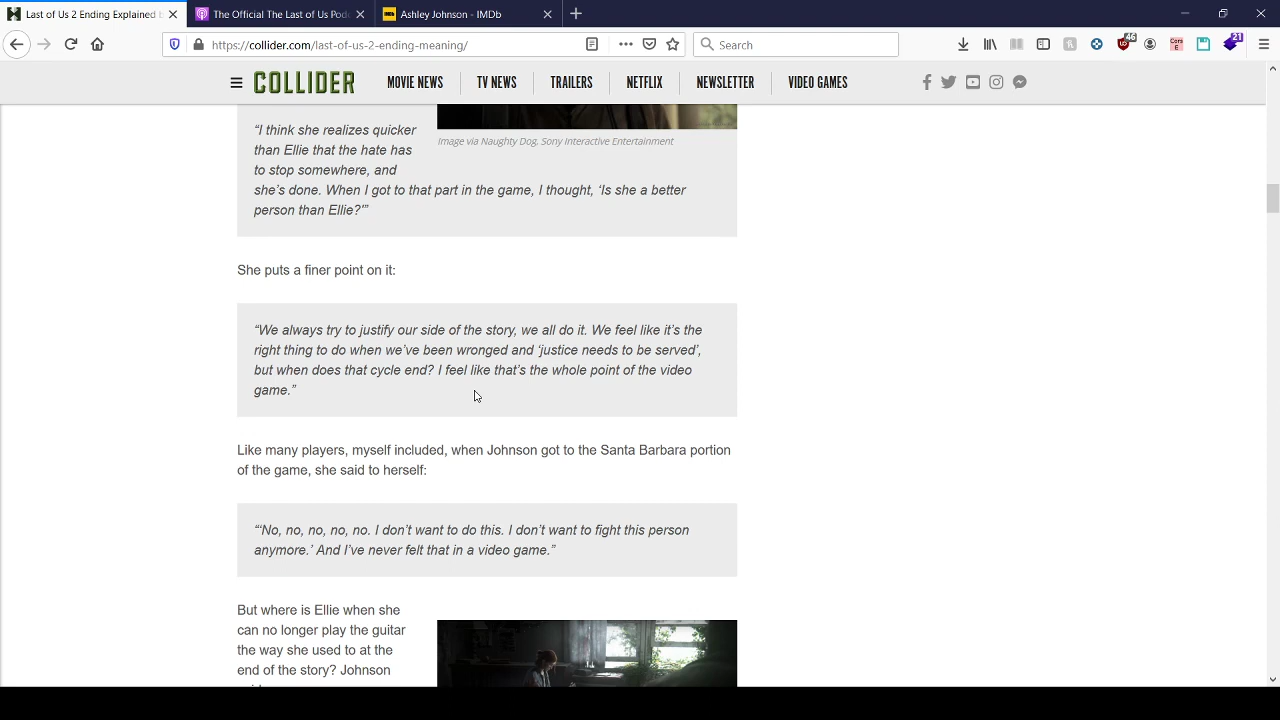 Last of Us 2 Ending Explained b
The Official The Last of Us Pod
IMDb
Ashley Johnson - IMDb
https://collider.com/last-of-us-2-ending-meaning/
Search
46
21
COLLIDER
MOVIE NEWS
TV NEWS
TRAILERS
NETFLIX
NEWSLETTER
VIDEO GAMES
“I think she realizes quicker
than Ellie that the hate has
to stop somewhere, and
she’s done. When I got to that part in the game, I thought, ‘Is she a better
person than Ellie?’”
Image via Naughty Dog, Sony Interactive Entertainment
She puts a finer point on it:
“We always try to justify our side of the story, we all do it. We feel like it’s the
right thing to do when we’ve been wronged and ‘justice needs to be served’,
but when does that cycle end? I feel like that’s the whole point of the video
game.”
Like many players, myself included, when Johnson got to the Santa Barbara portion
of the game, she said to herself:
“‘No, no, no, no, no. I don’t want to do this. I don’t want to fight this person
anymore.’ And I’ve never felt that in a video game.”
But where is Ellie when she
can no longer play the guitar
the way she used to at the
end of the story? Johnson